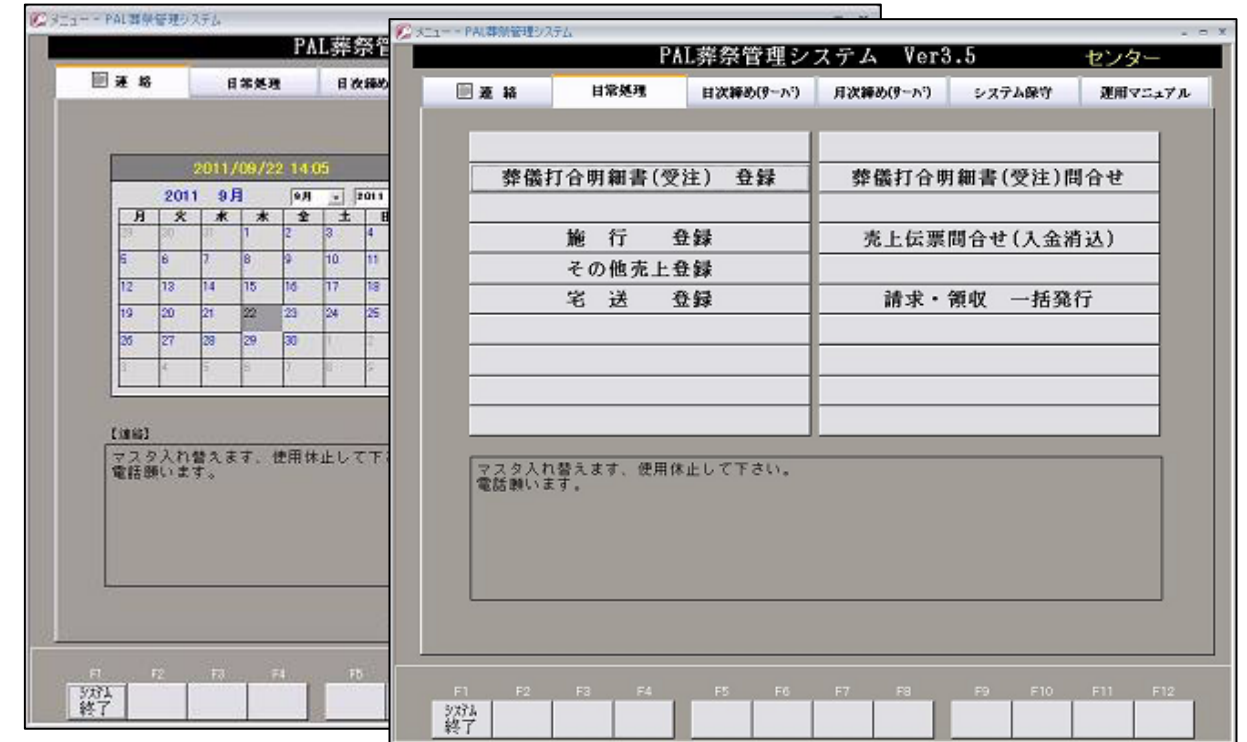 メニュー - PAL葬祭管理システム
PAL葬祭管
連 絡 日常処理 日次締め
2011/09/22 14:05
2011 9月 9月 2011
月 火 水 木 金 土 日
29 30 31 1 2 3 4
5 6 7 8 9 10 11
12 13 14 15 16 17 18
19 20 21 22 23 24 25
26 27 28 29 30 1 2
3 4 5 6 7 8 9
【連絡】
マスタ入れ替えます、使用休止して下さ
電話願います。
F1 F2 F3 F4 F5
システム
終了
メニュー - PAL葬祭管理システム
PAL葬祭管理システム Ver3.5 センター
連 絡 日常処理 日次締め(サーバ) 月次締め(サーバ) システム保守 運用マニュアル
葬儀打合明細書(受注) 登録 葬儀打合明細書(受注)問合せ
施 行 登録 売上伝票問合せ(入金消込)
その他売上登録
宅 送 登録 請求・領収 一括発行
マスタ入れ替えます、使用休止して下さい。
電話願います。
F1 F2 F3 F4 F5 F6 F7 F8 F9 F10 F11 F12
システム
終了